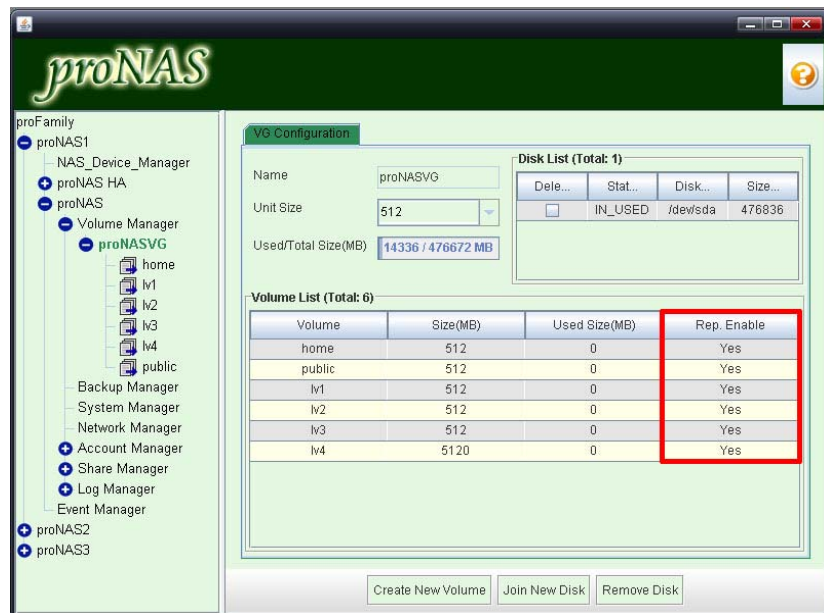 proNAS
proFamily
proNAS1
NAS_Device_Manager
proNAS HA
proNAS
Volume Manager
proNASVG
home
lv1
lv2
lv3
lv4
public
Backup Manager
System Manager
Network Manager
Account Manager
Share Manager
Log Manager
Event Manager
proNAS2
proNAS3
VG Configuration
Name proNASVG
Unit Size 512
Used/Total Size(MB) 14336 / 476672 MB
Disk List (Total: 1)
Dele... Stat... Disk... Size...
IN_USED /dev/sda 476836
Volume List (Total: 6)
Volume Size(MB) Used Size(MB) Rep. Enable
home 512 0 Yes
public 512 0 Yes
lv1 512 0 Yes
lv2 512 0 Yes
lv3 512 0 Yes
lv4 5120 0 Yes
Create New Volume Join New Disk Remove Disk